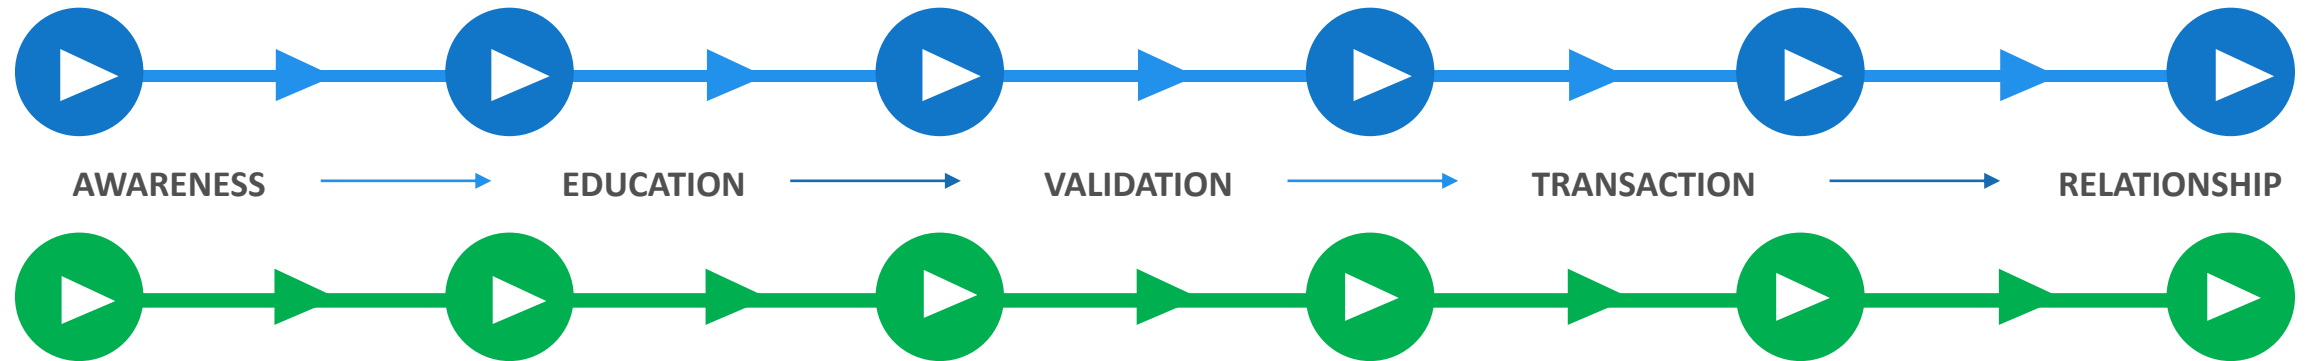 AWARENESS EDUCATION VALIDATION TRANSACTION RELATIONSHIP